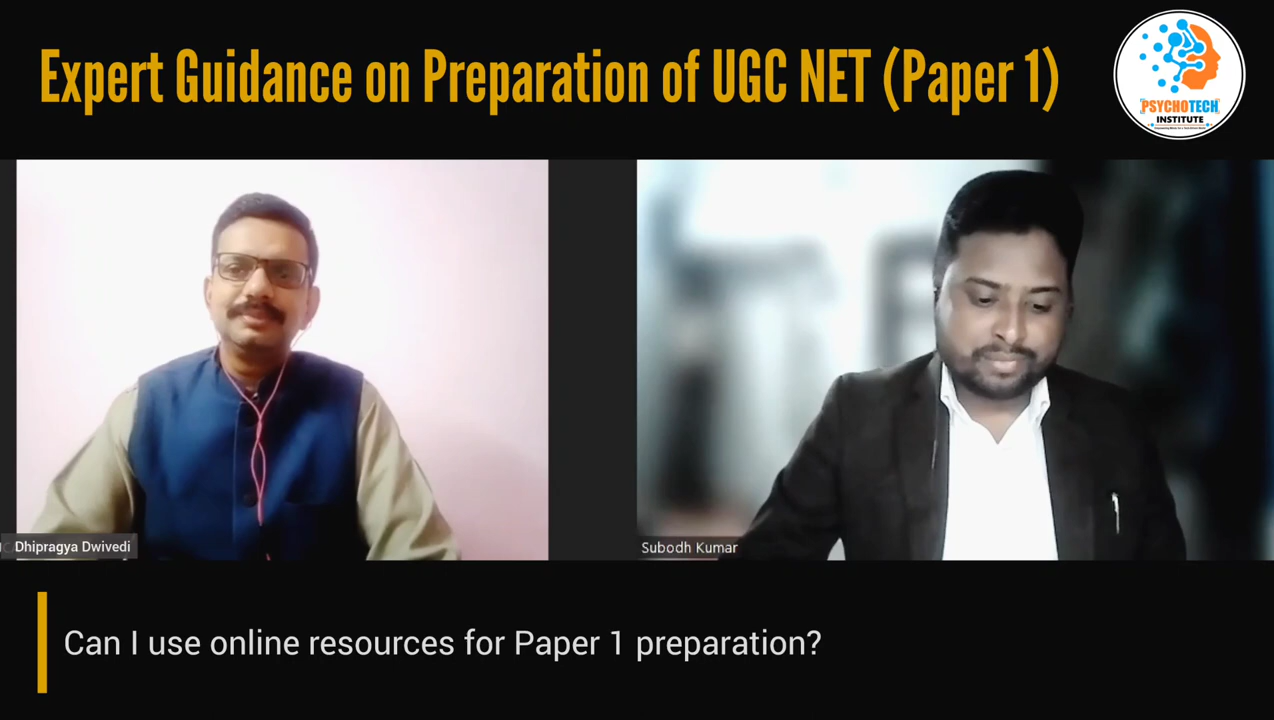 Expert Guidance on Preparation of UGC NET (Paper 1)
PSYCHOTECH
INSTITUTE
Dhipragya Dwivedi
Subodh Kumar
Can I use online resources for Paper 1 preparation?